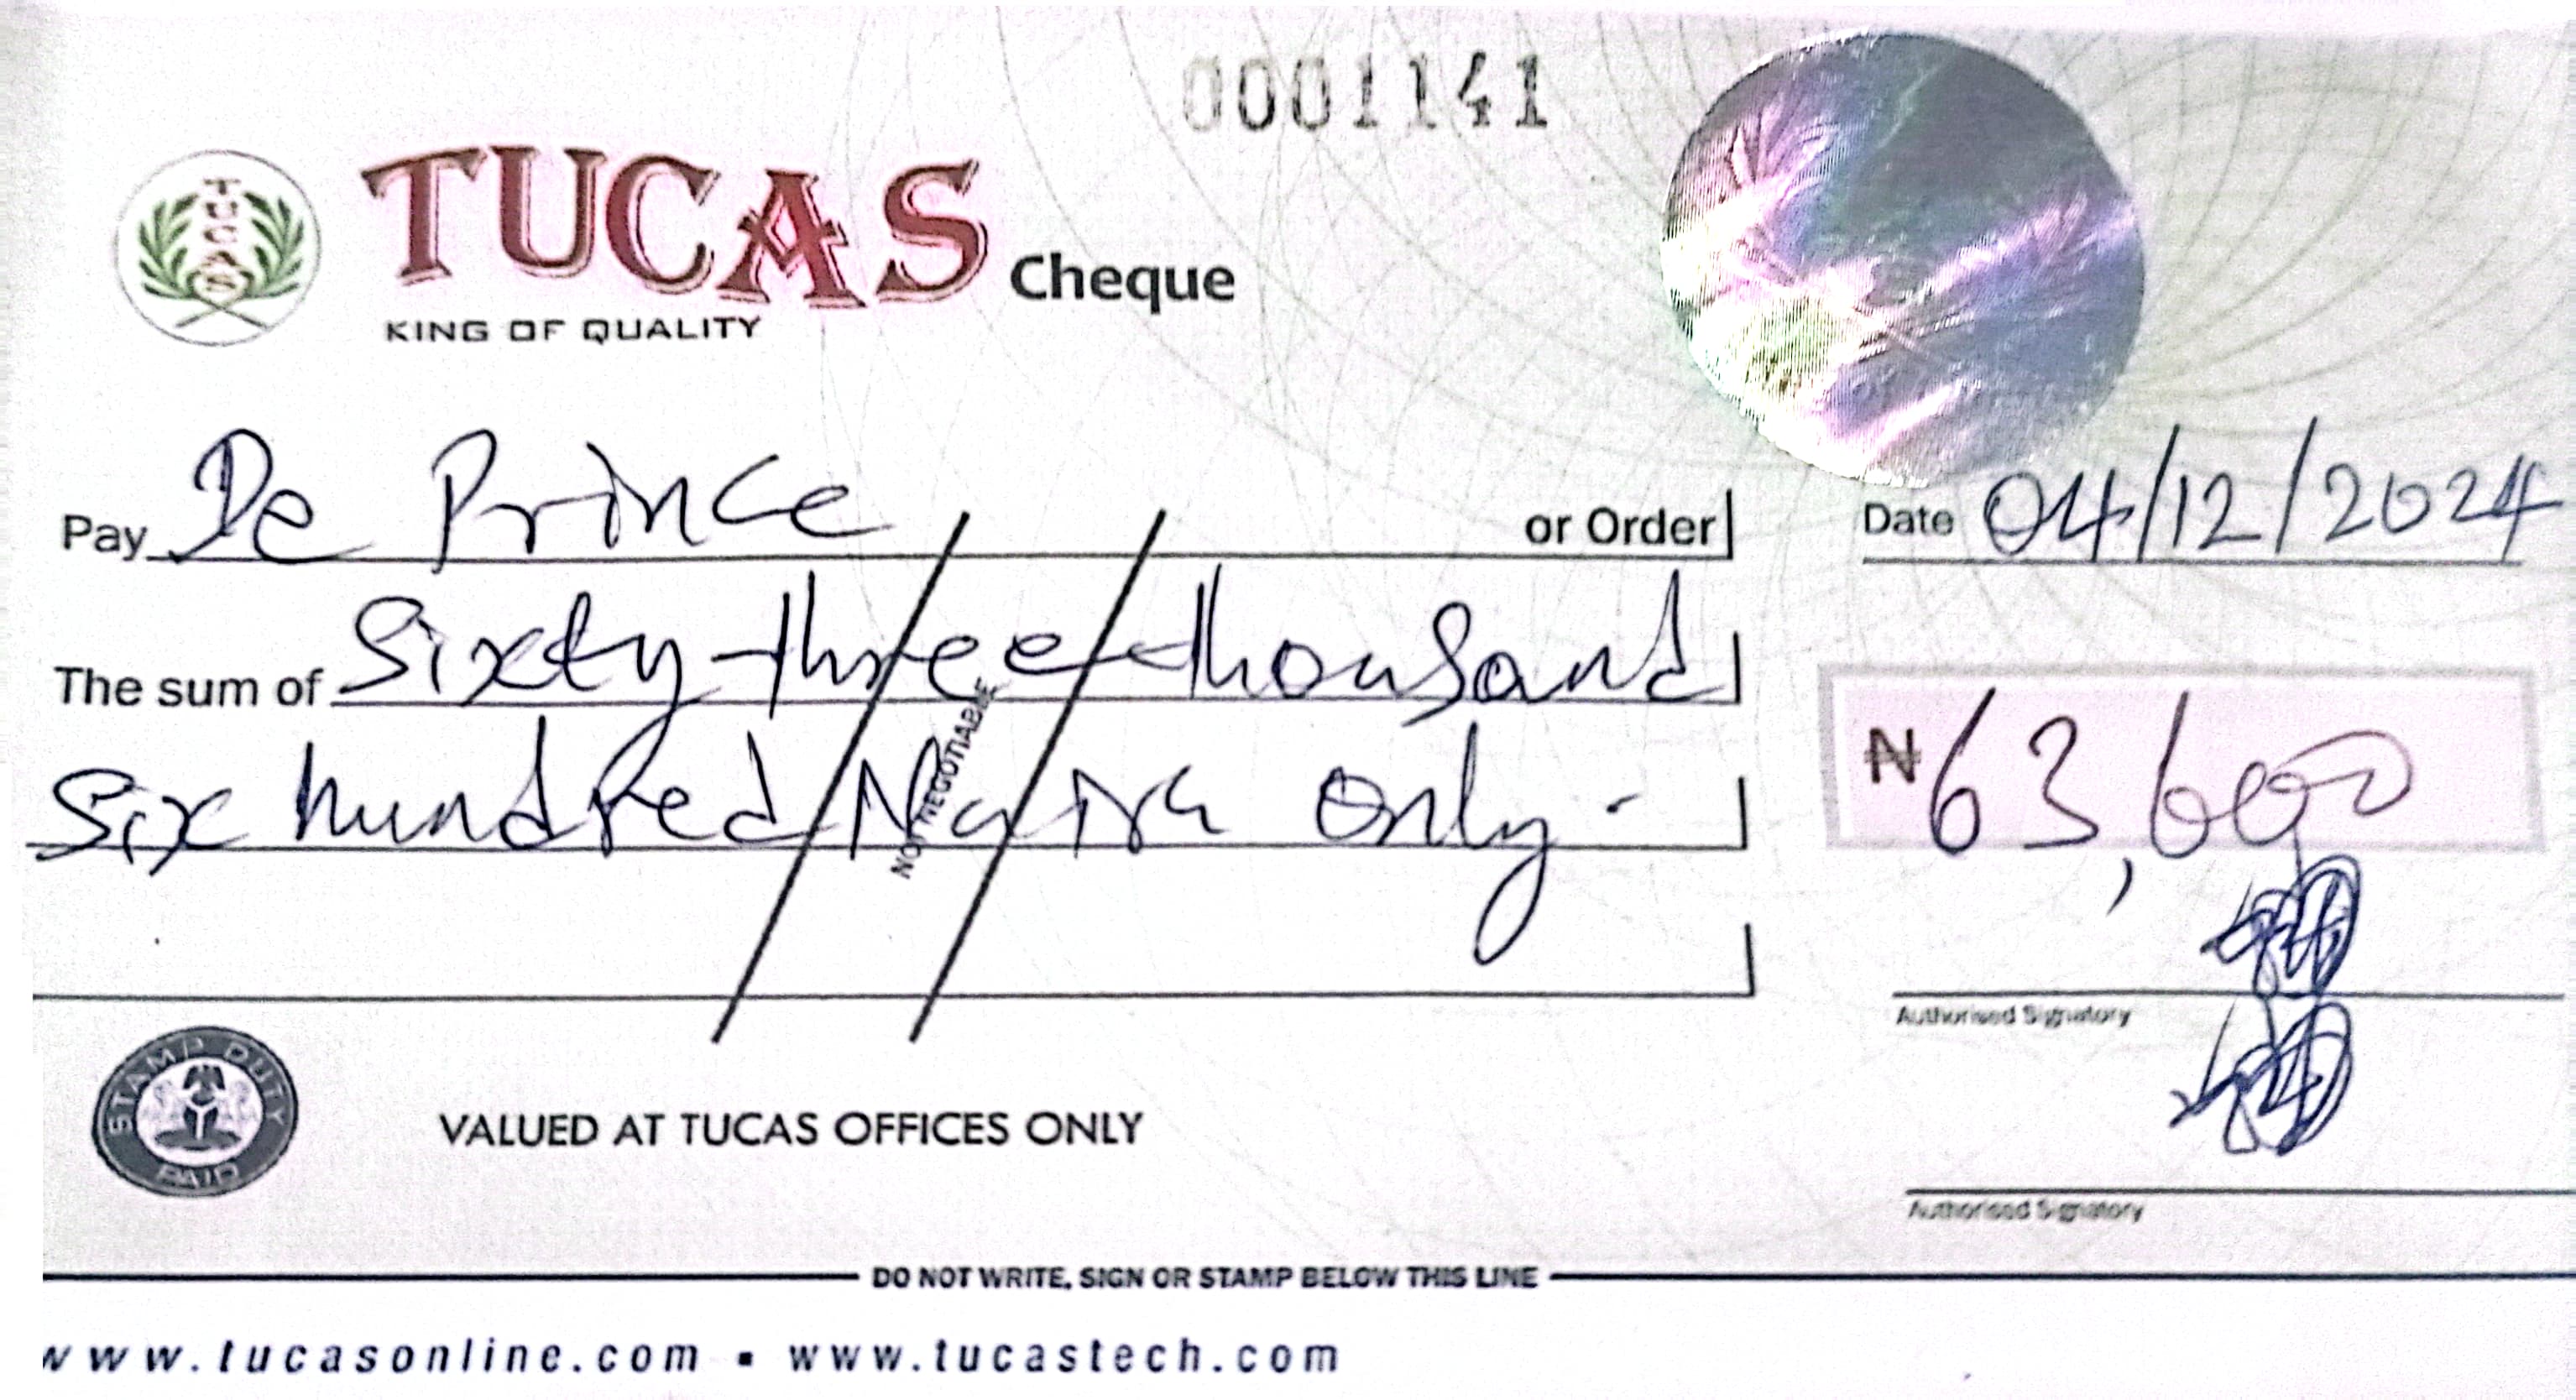 0001141
TUCAS
TUCAS Cheque
KING OF QUALITY
Pay De Prince or Order
Date 04/12/2024
The sum of Sixty-three thousand
₦63,600
Six hundred Naira only -
NOT NEGOTIABLE
Authorised Signatory
Authorised Signatory
STAMP DUTY
PAID
VALUED AT TUCAS OFFICES ONLY
DO NOT WRITE, SIGN OR STAMP BELOW THIS LINE
www.tucasonline.com ▪ www.tucastech.com